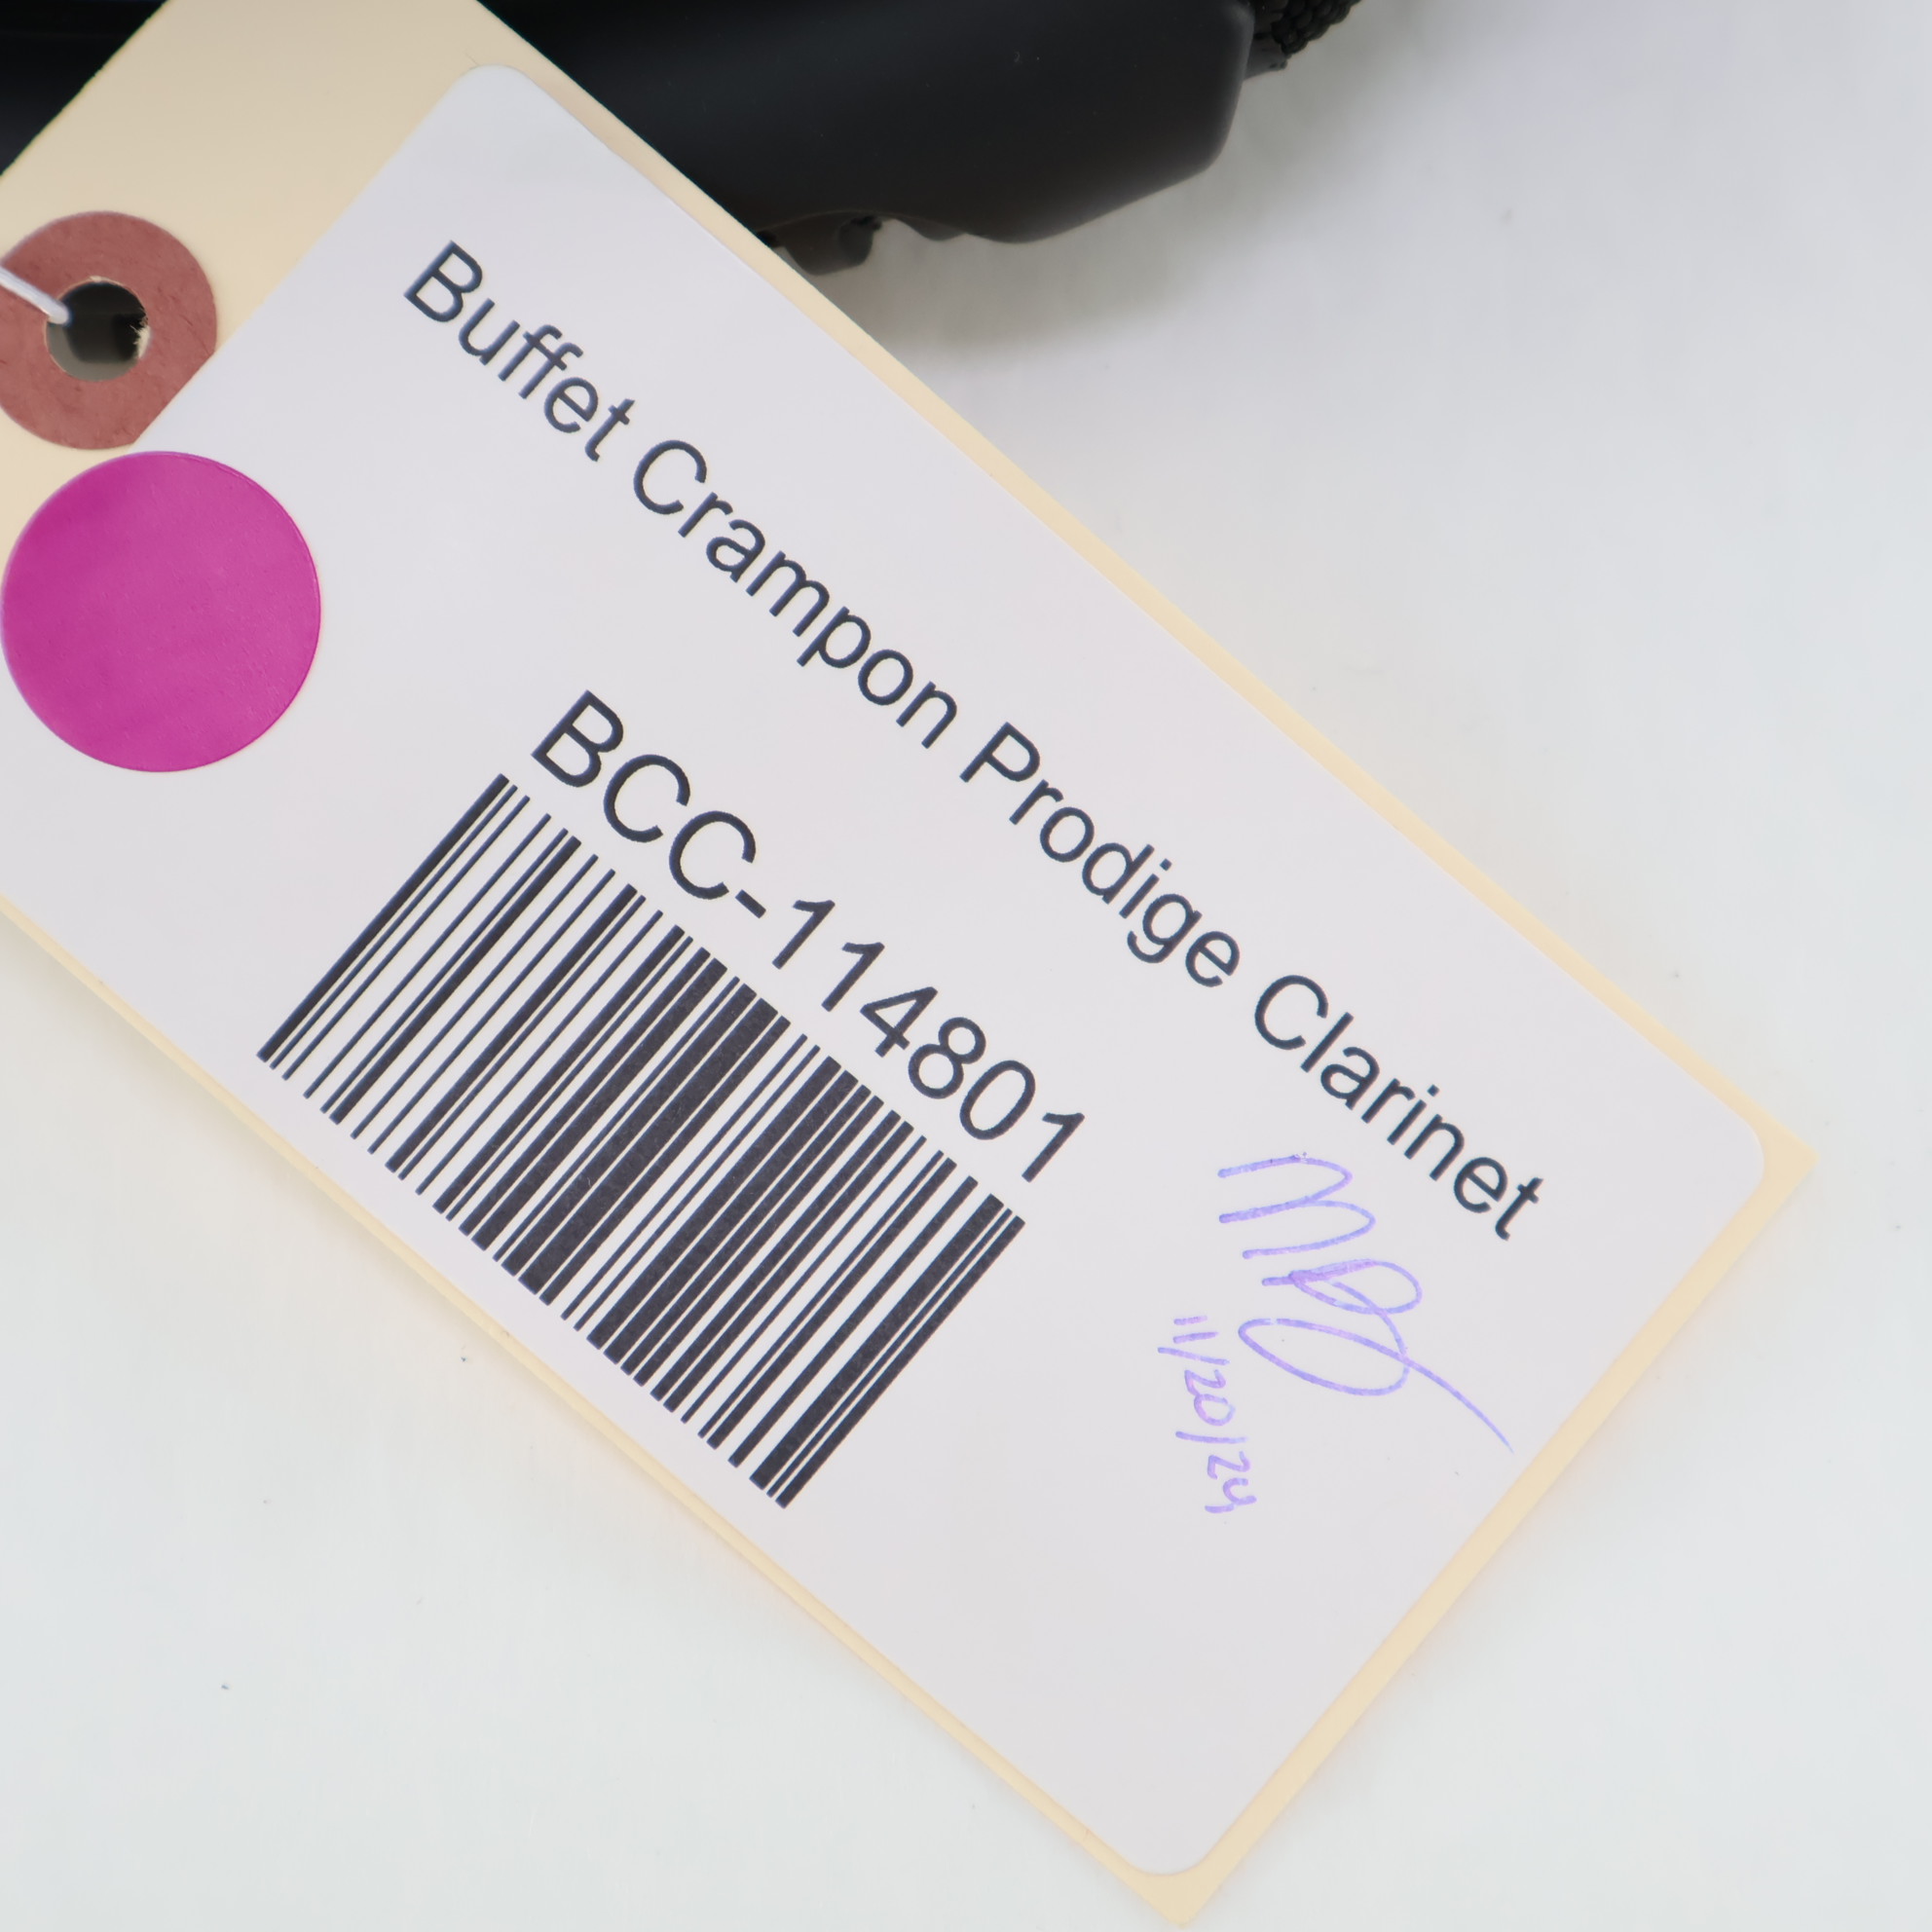 Buffet Crampon Prodige Clarinet
BCC-114801
11/20/24